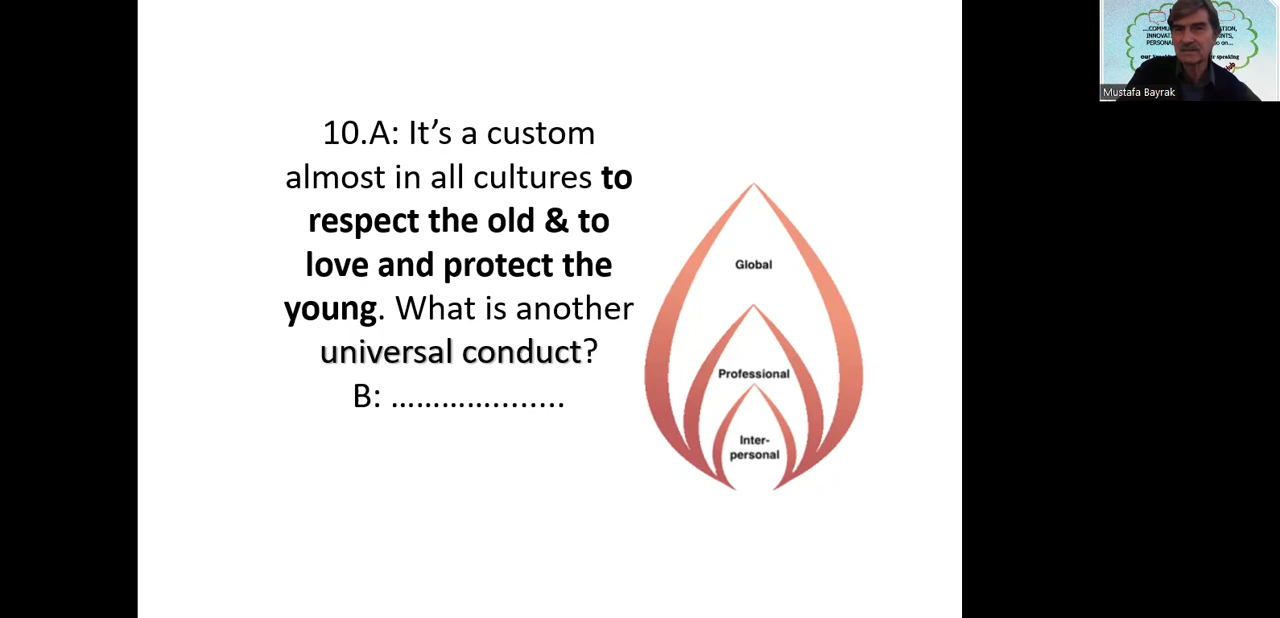 10.A: It’s a custom
almost in all cultures to
respect the old & to
love and protect the
young. What is another
universal conduct?
B: ………….........
Global
Professional
Inter-
personal
Mustafa Bayrak